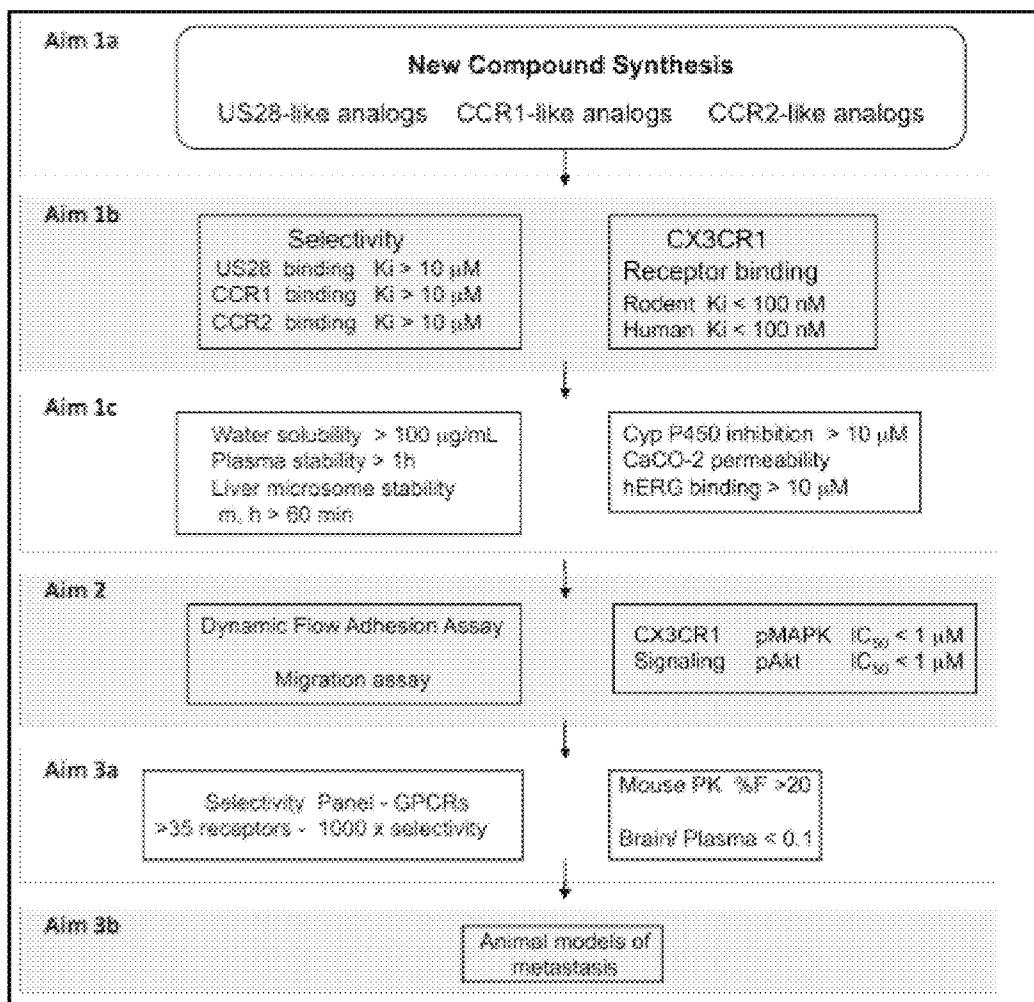 Aim 1a
New Compound Synthesis
US28-like analogs CCR1-like analogs CCR2-like analogs
Aim 1b
Selectivity
US28 binding Ki > 10 μM
CCR1 binding Ki > 10 μM
CCR2 binding Ki > 10 μM
CX3CR1
Receptor binding
Rodent Ki < 100 nM
Human Ki < 100 nM
Aim 1c
Water solubility > 100 μg/mL
Plasma stability > 1h
Liver microsome stability
m, h > 60 min
Cyp P450 inhibition > 10 μM
CaCO-2 permeability
hERG binding > 10 μM
Aim 2
Dynamic Flow Adhesion Assay
Migration assay
CX3CR1 pMAPK IC50 < 1 μM
Signaling pAkt IC50 < 1 μM
Aim 3a
Selectivity Panel - GPCRs
>35 receptors - 1000 x selectivity
Mouse PK %F >20
Brain/ Plasma < 0.1
Aim 3b
Animal models of
metastasis